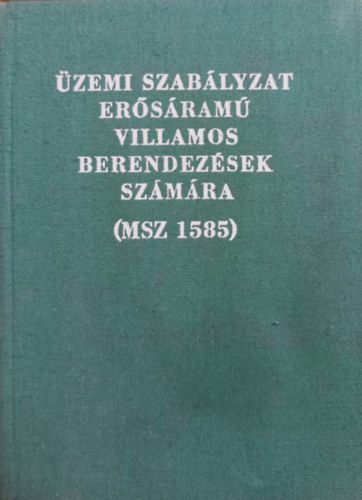 ÜZEMI SZABÁLYZAT
ERŐSÁRAMÚ
VILLAMOS
BERENDEZÉSEK
SZÁMÁRA
(MSZ 1585)